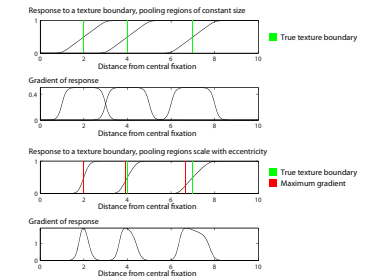 Response to a texture boundary, pooling regions of constant size
1
0
0 2 4 6 8 10
Distance from central fixation
True texture boundary
Gradient of response
0.4
0
0 2 4 6 8 10
Distance from central fixation
Response to a texture boundary, pooling regions scale with eccentricity
1
0
0 2 4 6 8 10
Distance from central fixation
True texture boundary
Maximum gradient
Gradient of response
1
0
0 2 4 6 8 10
Distance from central fixation